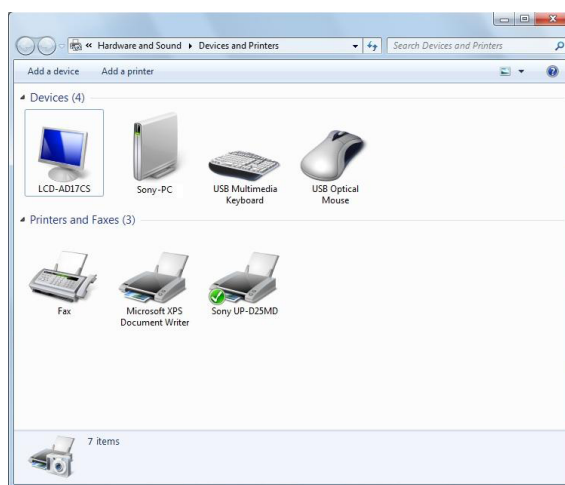 « Hardware and Sound ▸ Devices and Printers
Search Devices and Printers
Add a device Add a printer
Devices (4)
LCD-AD17CS
Sony-PC
USB Multimedia
Keyboard
USB Optical
Mouse
Printers and Faxes (3)
Fax
Microsoft XPS
Document Writer
Sony UP-D25MD
7 items